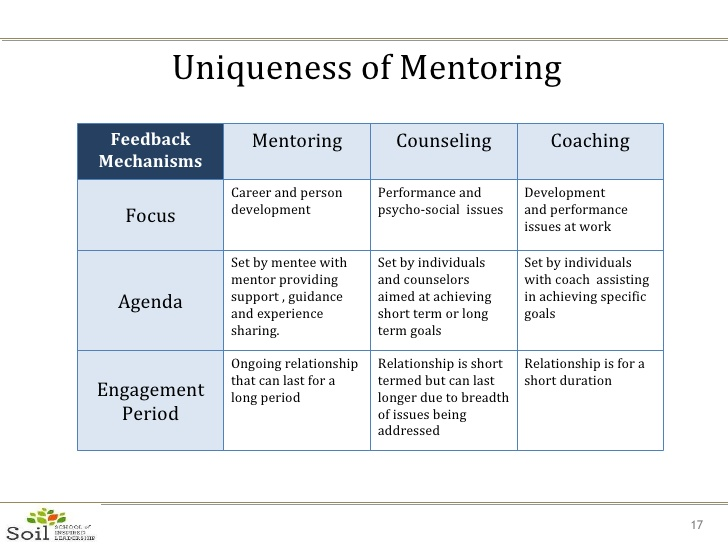 Uniqueness of Mentoring
Feedback
Mechanisms
Mentoring
Counseling
Coaching
Focus
Career and person
development
Performance and
psycho-social issues
Development
and performance
issues at work
Agenda
Set by mentee with
mentor providing
support , guidance
and experience
sharing.
Set by individuals
and counselors
aimed at achieving
short term or long
term goals
Set by individuals
with coach assisting
in achieving specific
goals
Engagement
Period
Ongoing relationship
that can last for a
long period
Relationship is short
termed but can last
longer due to breadth
of issues being
addressed
Relationship is for a
short duration
Soil
SCHOOL of
INSPIRED
LEADERSHIP
17